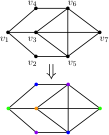 v₄ v₆
v₁ v₃ v₇
v₂ v₅